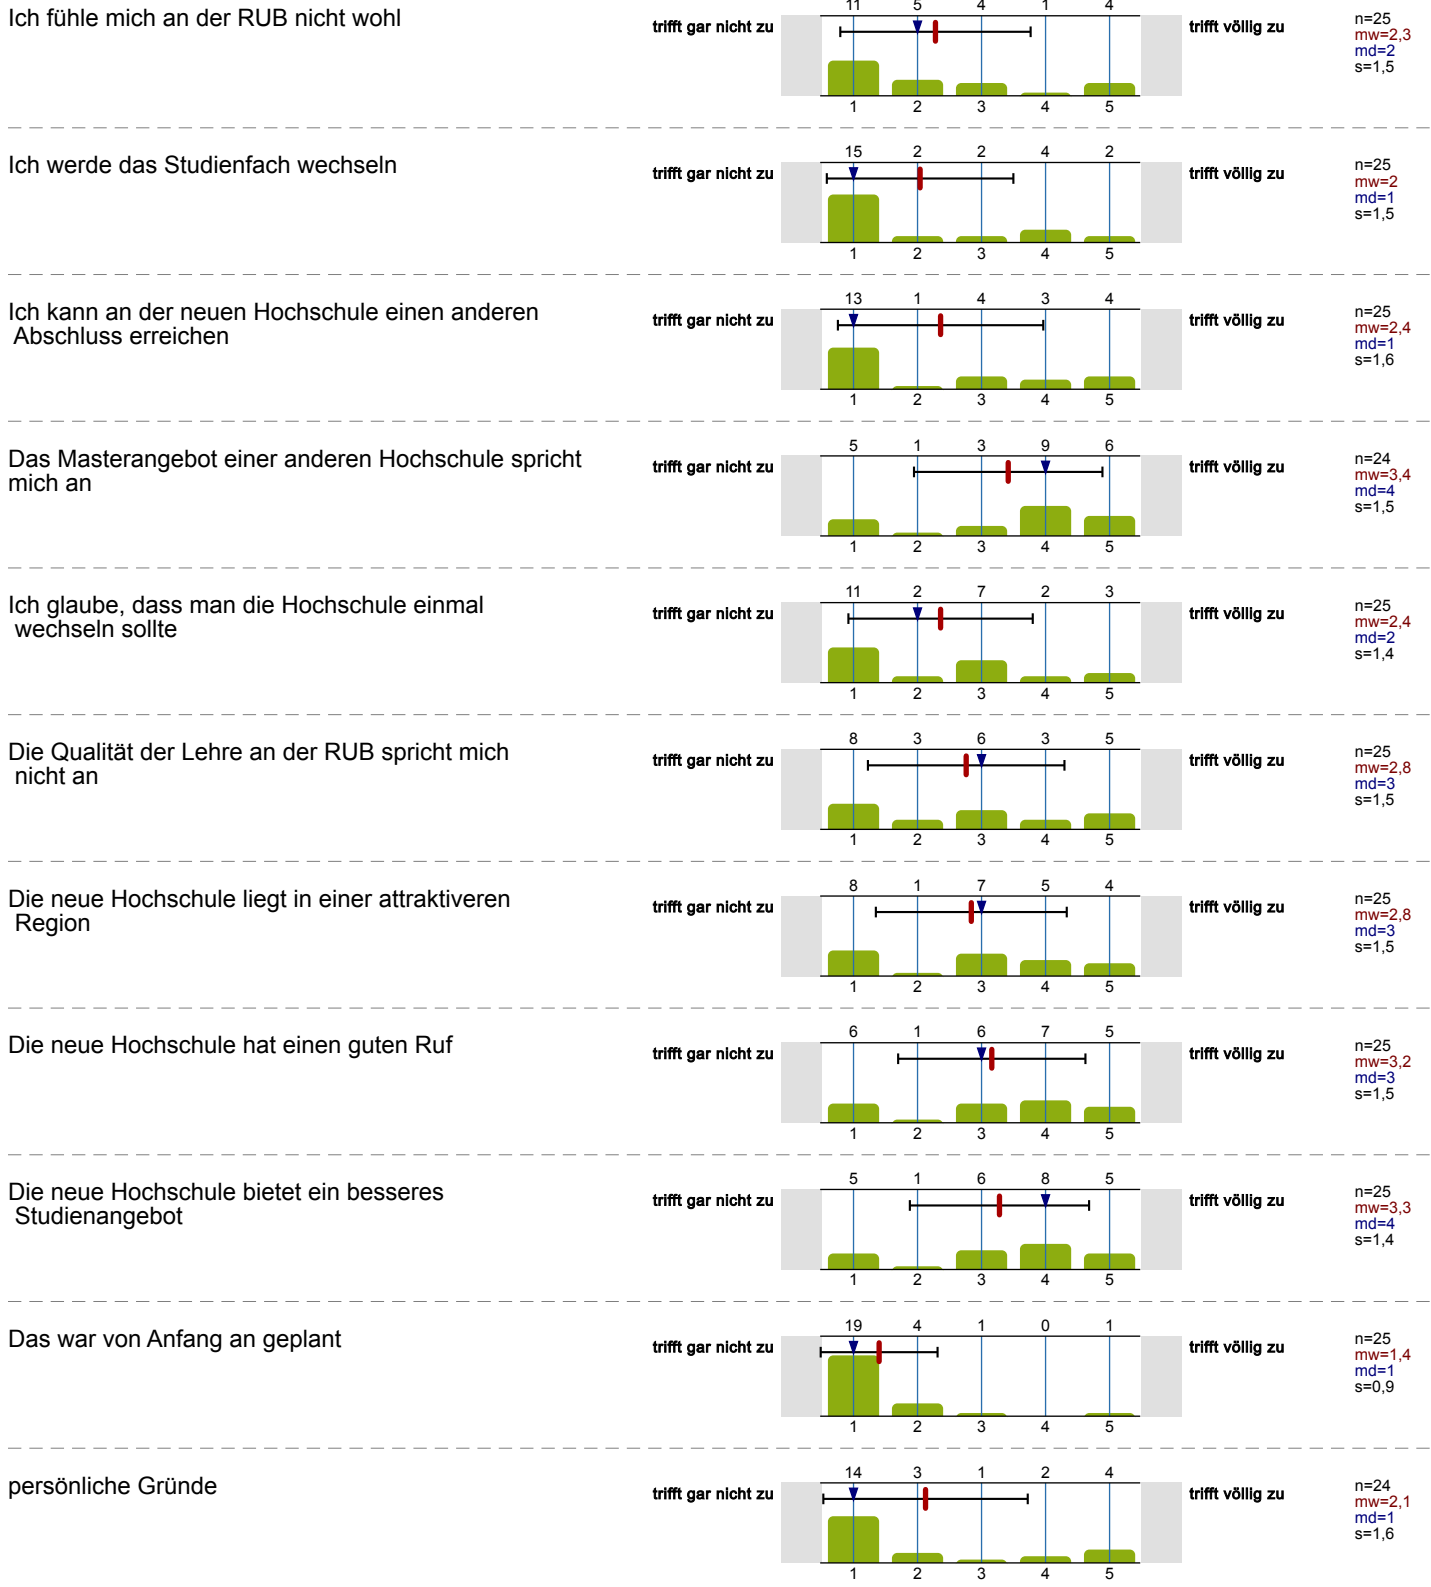 11 5 4 1 4
Ich fühle mich an der RUB nicht wohl
trifft gar nicht zu
trifft völlig zu
n=25
mw=2,3
md=2
s=1,5
1 2 3 4 5
15 2 2 4 2
Ich werde das Studienfach wechseln
trifft gar nicht zu
trifft völlig zu
n=25
mw=2
md=1
s=1,5
1 2 3 4 5
13 1 4 3 4
Ich kann an der neuen Hochschule einen anderen
Abschluss erreichen
trifft gar nicht zu
trifft völlig zu
n=25
mw=2,4
md=1
s=1,6
1 2 3 4 5
5 1 3 9 6
Das Masterangebot einer anderen Hochschule spricht
mich an
trifft gar nicht zu
trifft völlig zu
n=24
mw=3,4
md=4
s=1,5
1 2 3 4 5
11 2 7 2 3
Ich glaube, dass man die Hochschule einmal
wechseln sollte
trifft gar nicht zu
trifft völlig zu
n=25
mw=2,4
md=2
s=1,4
1 2 3 4 5
8 3 6 3 5
Die Qualität der Lehre an der RUB spricht mich
nicht an
trifft gar nicht zu
trifft völlig zu
n=25
mw=2,8
md=3
s=1,5
1 2 3 4 5
8 1 7 5 4
Die neue Hochschule liegt in einer attraktiveren
Region
trifft gar nicht zu
trifft völlig zu
n=25
mw=2,8
md=3
s=1,5
1 2 3 4 5
6 1 6 7 5
Die neue Hochschule hat einen guten Ruf
trifft gar nicht zu
trifft völlig zu
n=25
mw=3,2
md=3
s=1,5
1 2 3 4 5
5 1 6 8 5
Die neue Hochschule bietet ein besseres
Studienangebot
trifft gar nicht zu
trifft völlig zu
n=25
mw=3,3
md=4
s=1,4
1 2 3 4 5
19 4 1 0 1
Das war von Anfang an geplant
trifft gar nicht zu
trifft völlig zu
n=25
mw=1,4
md=1
s=0,9
1 2 3 4 5
14 3 1 2 4
persönliche Gründe
trifft gar nicht zu
trifft völlig zu
n=24
mw=2,1
md=1
s=1,6
1 2 3 4 5